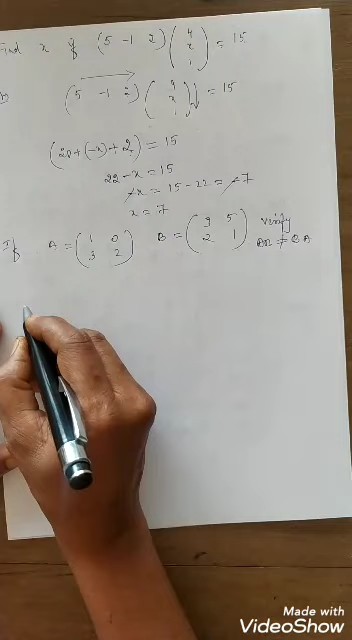 Find x if (5 -1 2) (4 x 1) = 15
(5 -1 2) (4 x 1) = 15
(20+(-x)+2) = 15
22-x = 15
-x = 15-22 = -7
x = 7
If A = (1 0 3 2) B = (9 5 2 1) verify
AB ≠ BA
Made with
VideoShow